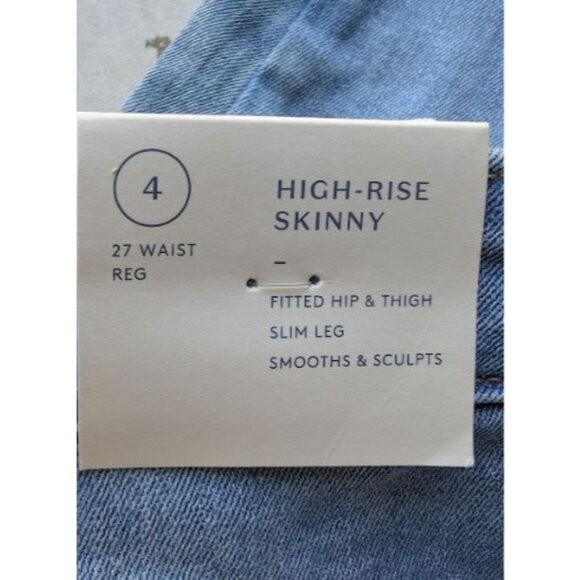 4
27 WAIST
REG
HIGH-RISE
SKINNY
–
FITTED HIP & THIGH
SLIM LEG
SMOOTHS & SCULPTS